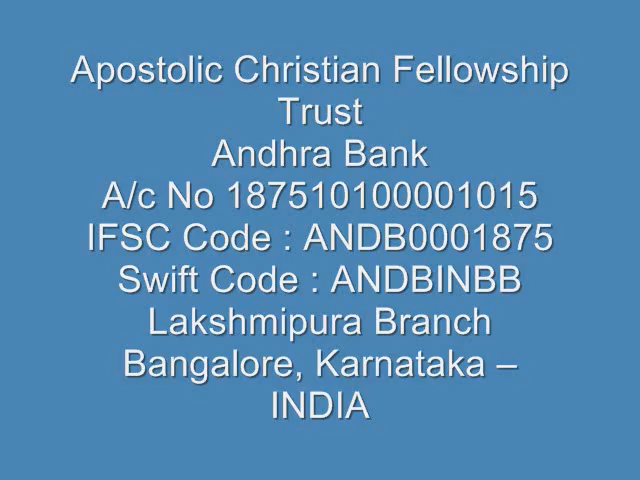 Apostolic Christian Fellowship
Trust
Andhra Bank
A/c No 187510100001015
IFSC Code : ANDB0001875
Swift Code : ANDBINBB
Lakshmipura Branch
Bangalore, Karnataka –
INDIA